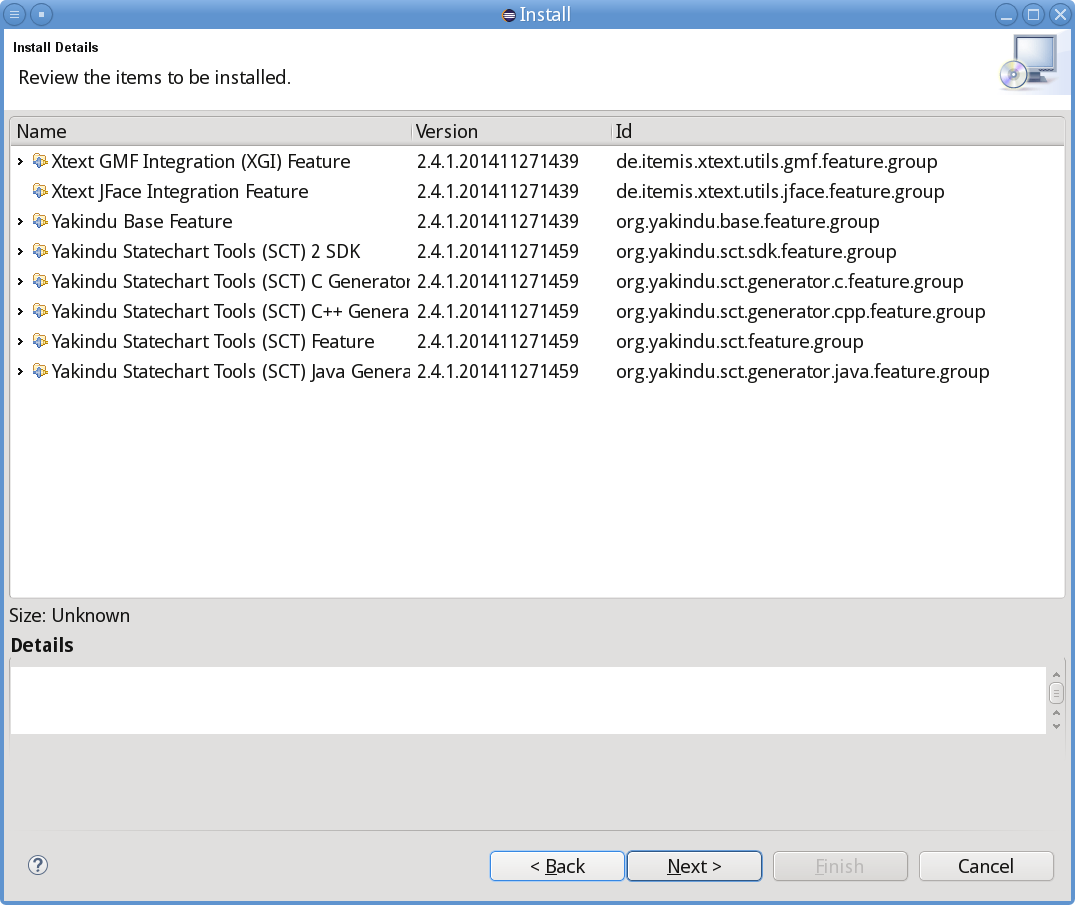 Install
Install Details
Review the items to be installed.
Name Version Id
Xtext GMF Integration (XGI) Feature 2.4.1.201411271439 de.itemis.xtext.utils.gmf.feature.group
Xtext JFace Integration Feature 2.4.1.201411271439 de.itemis.xtext.utils.jface.feature.group
Yakindu Base Feature 2.4.1.201411271439 org.yakindu.base.feature.group
Yakindu Statechart Tools (SCT) 2 SDK 2.4.1.201411271459 org.yakindu.sct.sdk.feature.group
Yakindu Statechart Tools (SCT) C Generator 2.4.1.201411271459 org.yakindu.sct.generator.c.feature.group
Yakindu Statechart Tools (SCT) C++ Genera 2.4.1.201411271459 org.yakindu.sct.generator.cpp.feature.group
Yakindu Statechart Tools (SCT) Feature 2.4.1.201411271459 org.yakindu.sct.feature.group
Yakindu Statechart Tools (SCT) Java Genera 2.4.1.201411271459 org.yakindu.sct.generator.java.feature.group
Size: Unknown
Details
? < Back Next > Finish Cancel